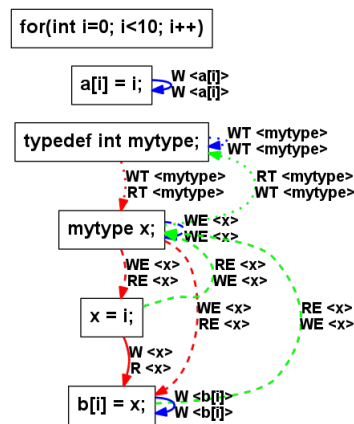 for(int i=0; i<10; i++)
a[i] = i;
W <a[i]>
W <a[i]>
typedef int mytype;
WT <mytype>
WT <mytype>
WT <mytype>
RT <mytype>
RT <mytype>
WT <mytype>
mytype x;
WE <x>
WE <x>
WE <x>
RE <x>
RE <x>
WE <x>
x = i;
WE <x>
RE <x>
RE <x>
WE <x>
W <x>
R <x>
b[i] = x;
W <b[i]>
W <b[i]>